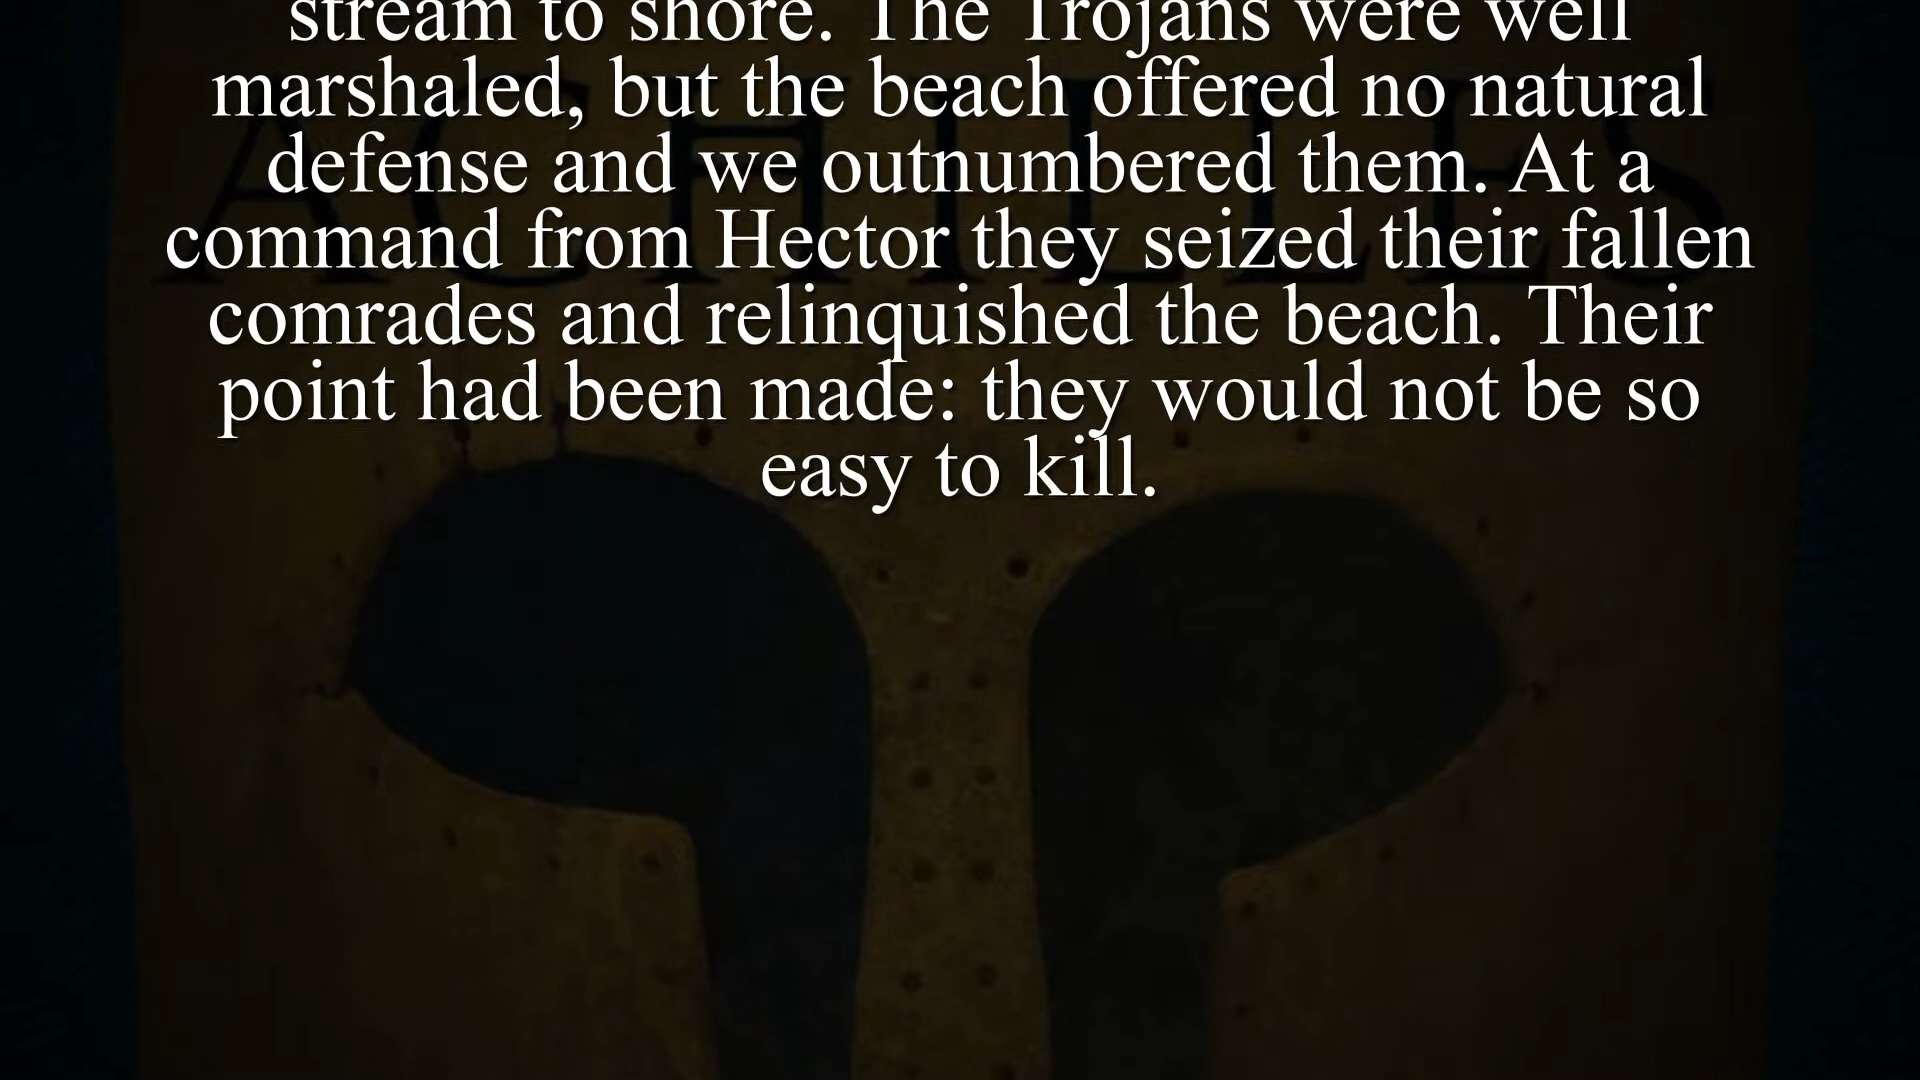 stream to shore. The Trojans were well
marshaled, but the beach offered no natural
defense and we outnumbered them. At a
command from Hector they seized their fallen
comrades and relinquished the beach. Their
point had been made: they would not be so
easy to kill.
ACHILLES